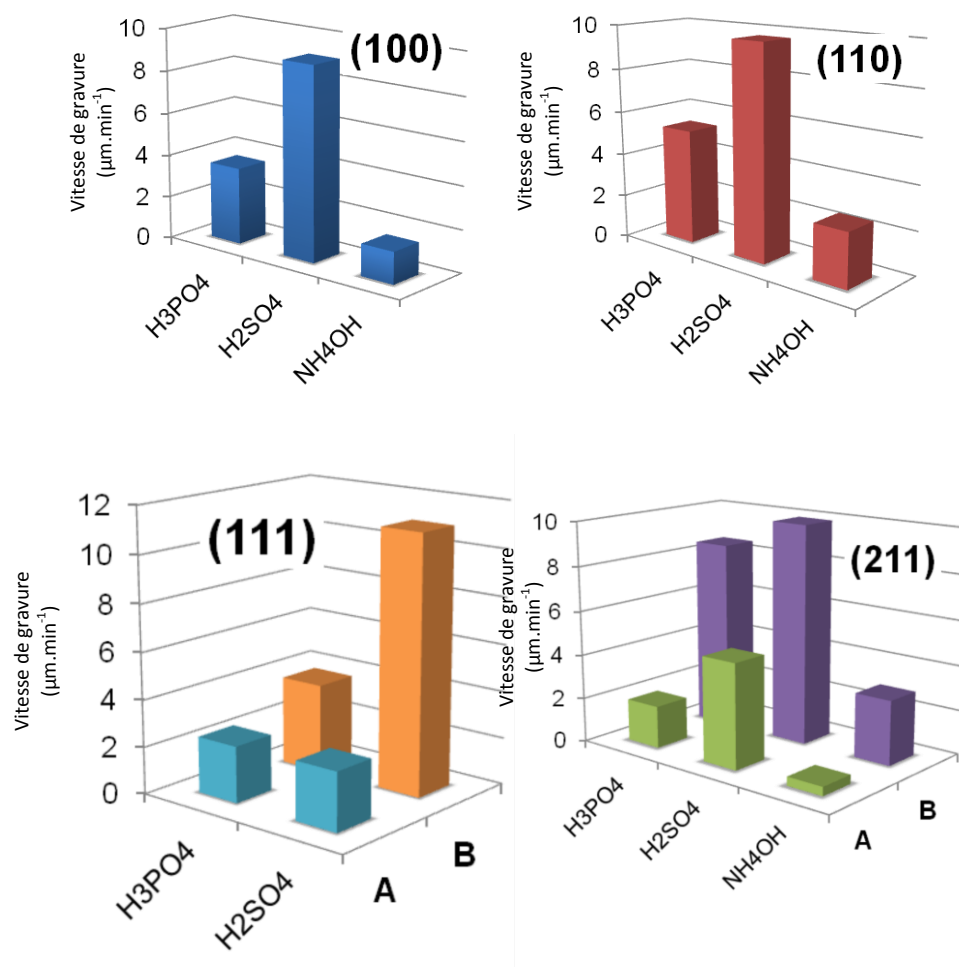 Vitesse de gravure
(µm.min-1)
10
8
6
4
2
0
(100)
H3PO4
H2SO4
NH4OH
Vitesse de gravure
(µm.min-1)
10
8
6
4
2
0
(110)
H3PO4
H2SO4
NH4OH
Vitesse de gravure
(µm.min-1)
12
10
8
6
4
2
0
(111)
H3PO4
H2SO4
A
B
Vitesse de gravure
(µm.min-1)
10
8
6
4
2
0
(211)
H3PO4
H2SO4
NH4OH
A
B